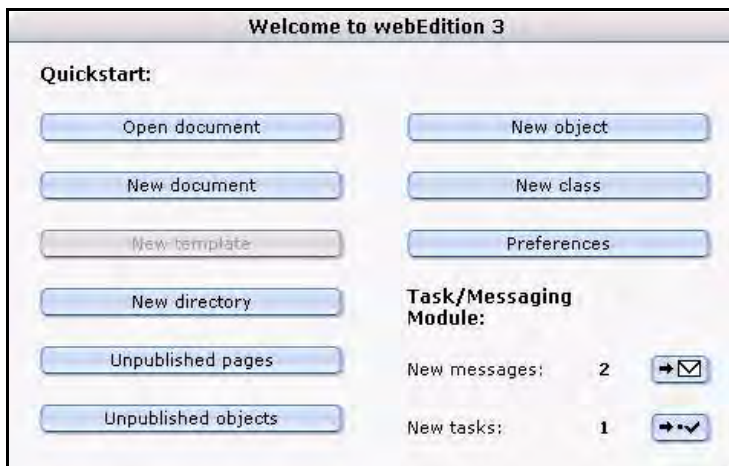 Welcome to webEdition 3
Quickstart:
Open document
New document
New template
New directory
Unpublished pages
Unpublished objects
New object
New class
Preferences
Task/Messaging
Module:
New messages: 2
New tasks: 1